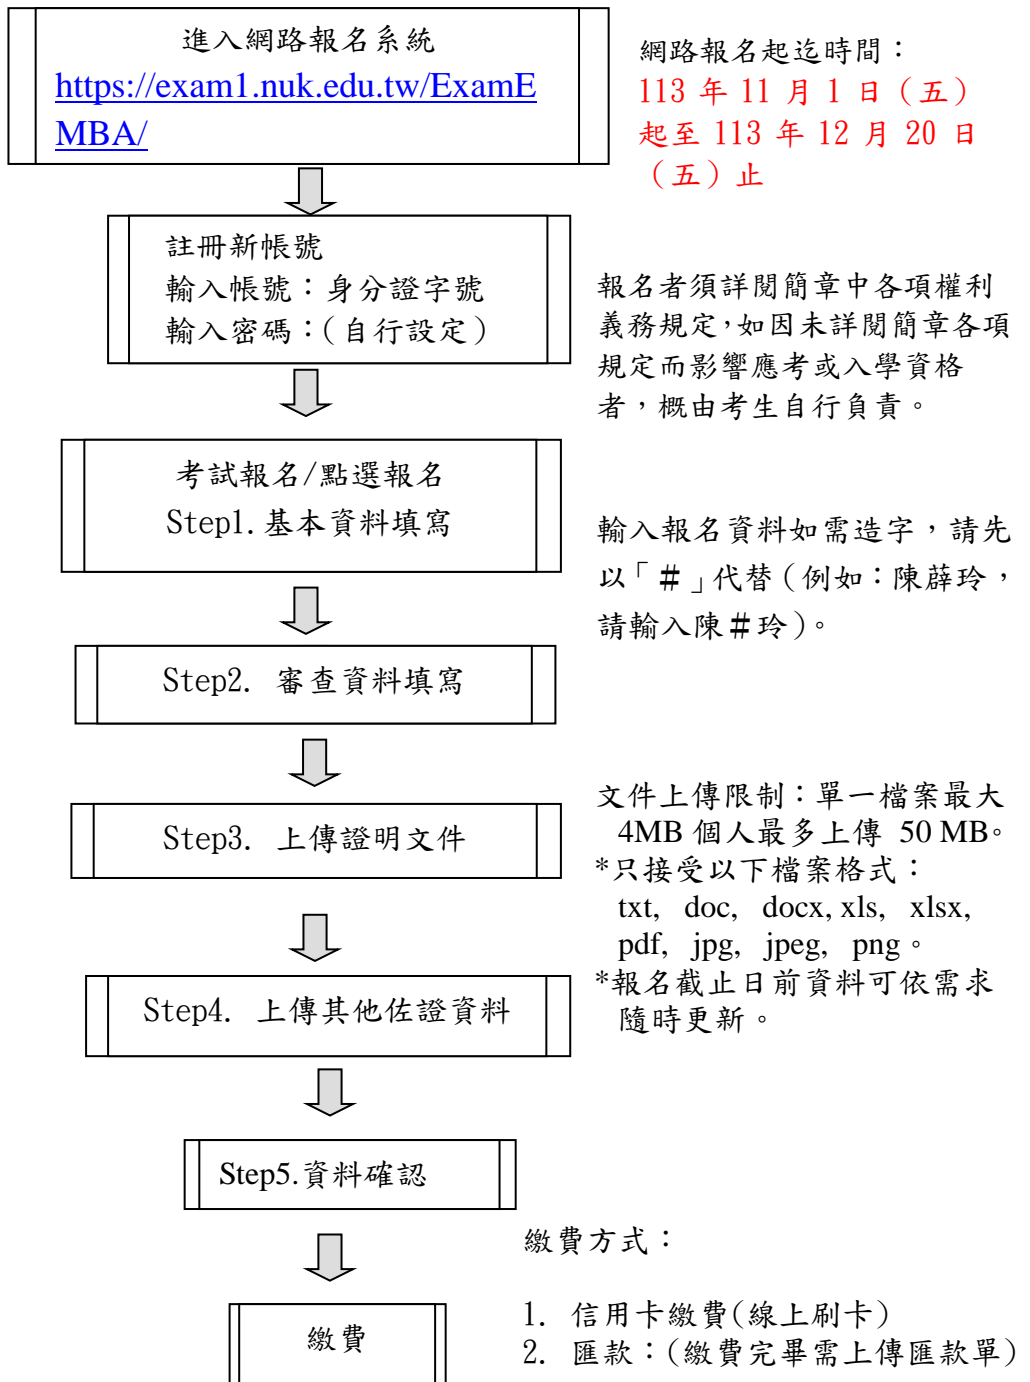 進入網路報名系統
https://exam1.nuk.edu.tw/ExamE
MBA/
網路報名起迄時間：
113 年 11 月 1 日（五）
起至 113 年 12 月 20 日
（五）止
註冊新帳號
輸入帳號：身分證字號
輸入密碼：(自行設定)
報名者須詳閱簡章中各項權利
義務規定，如因未詳閱簡章各項
規定而影響應考或入學資格
者，概由考生自行負責。
考試報名/點選報名
Step1.基本資料填寫
輸入報名資料如需造字，請先
以「＃」代替(例如：陳薜玲，
請輸入陳＃玲)。
Step2. 審查資料填寫
Step3. 上傳證明文件
文件上傳限制：單一檔案最大
4MB 個人最多上傳 50 MB。
*只接受以下檔案格式：
txt, doc, docx, xls, xlsx,
pdf, jpg, jpeg, png。
*報名截止日前資料可依需求
隨時更新。
Step4. 上傳其他佐證資料
Step5.資料確認
繳費方式：
繳費
1. 信用卡繳費(線上刷卡)
2. 匯款：(繳費完畢需上傳匯款單)